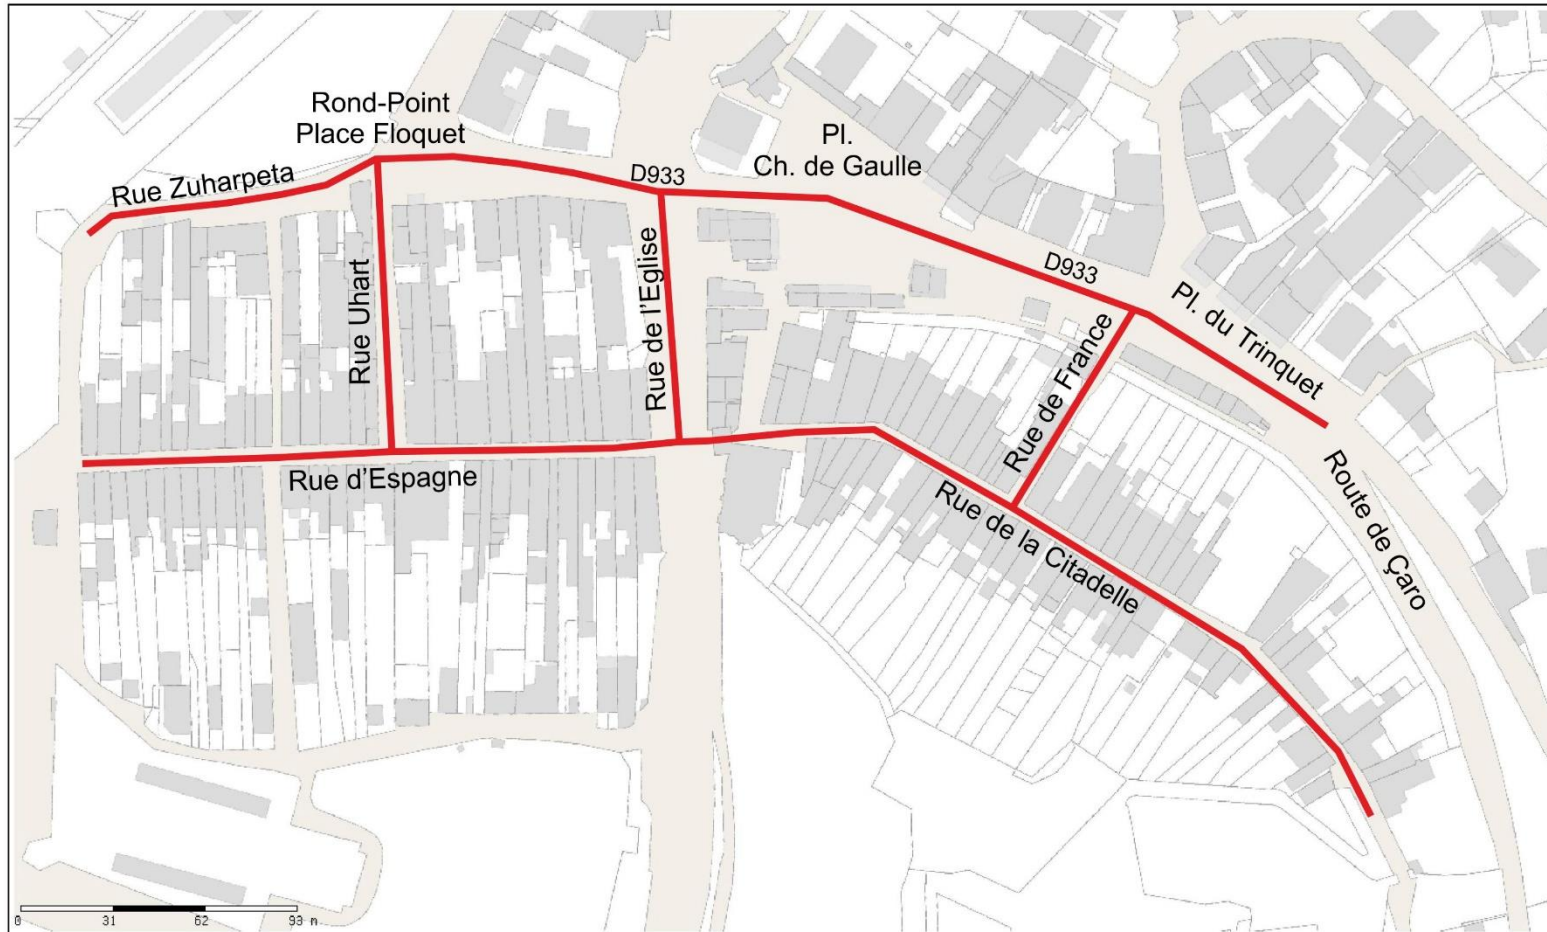 Rond-Point
Place Floquet
Pl.
Ch. de Gaulle
Rue Zuharpeta
D933
D933
Pl. du Trinquet
Rue Uhart
Rue de l'Eglise
Rue de France
Rue d'Espagne
Rue de la Citadelle
Route de Çaro
0 31 62 93 m